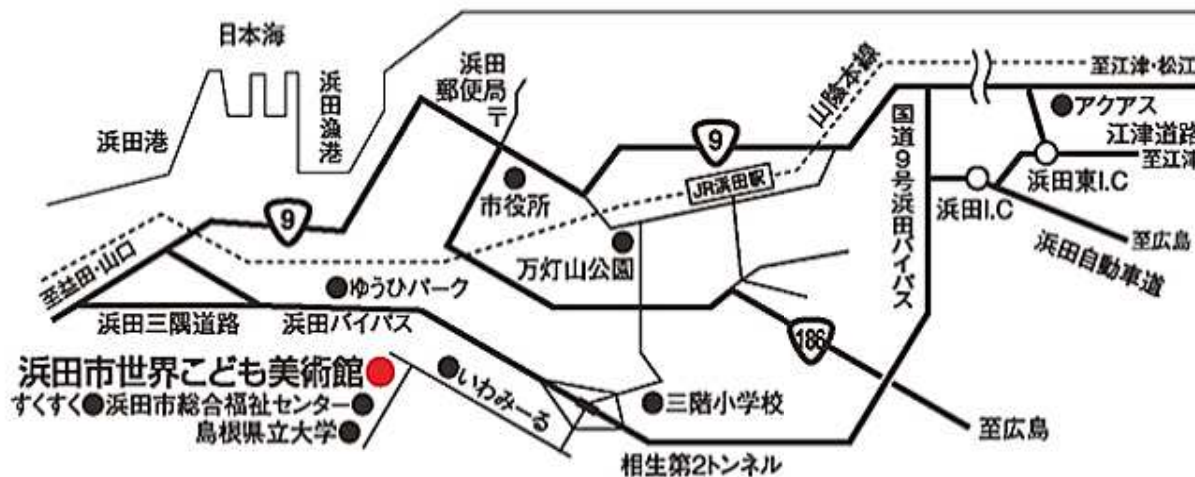 日本海
浜田港
浜田漁港
浜田
郵便局
〒
9
市役所
万灯山公園
JR浜田駅
9
山陰本線
至江津・松江
アクアス
江津道路
至江津
浜田東I.C
浜田I.C
至広島
浜田自動車道
国道9号浜田バイパス
186
至広島
至益田・山口
ゆうひパーク
浜田三隅道路
浜田バイパス
浜田市世界こども美術館
すくすく
浜田市総合福祉センター
島根県立大学
いわみーる
三階小学校
相生第2トンネル